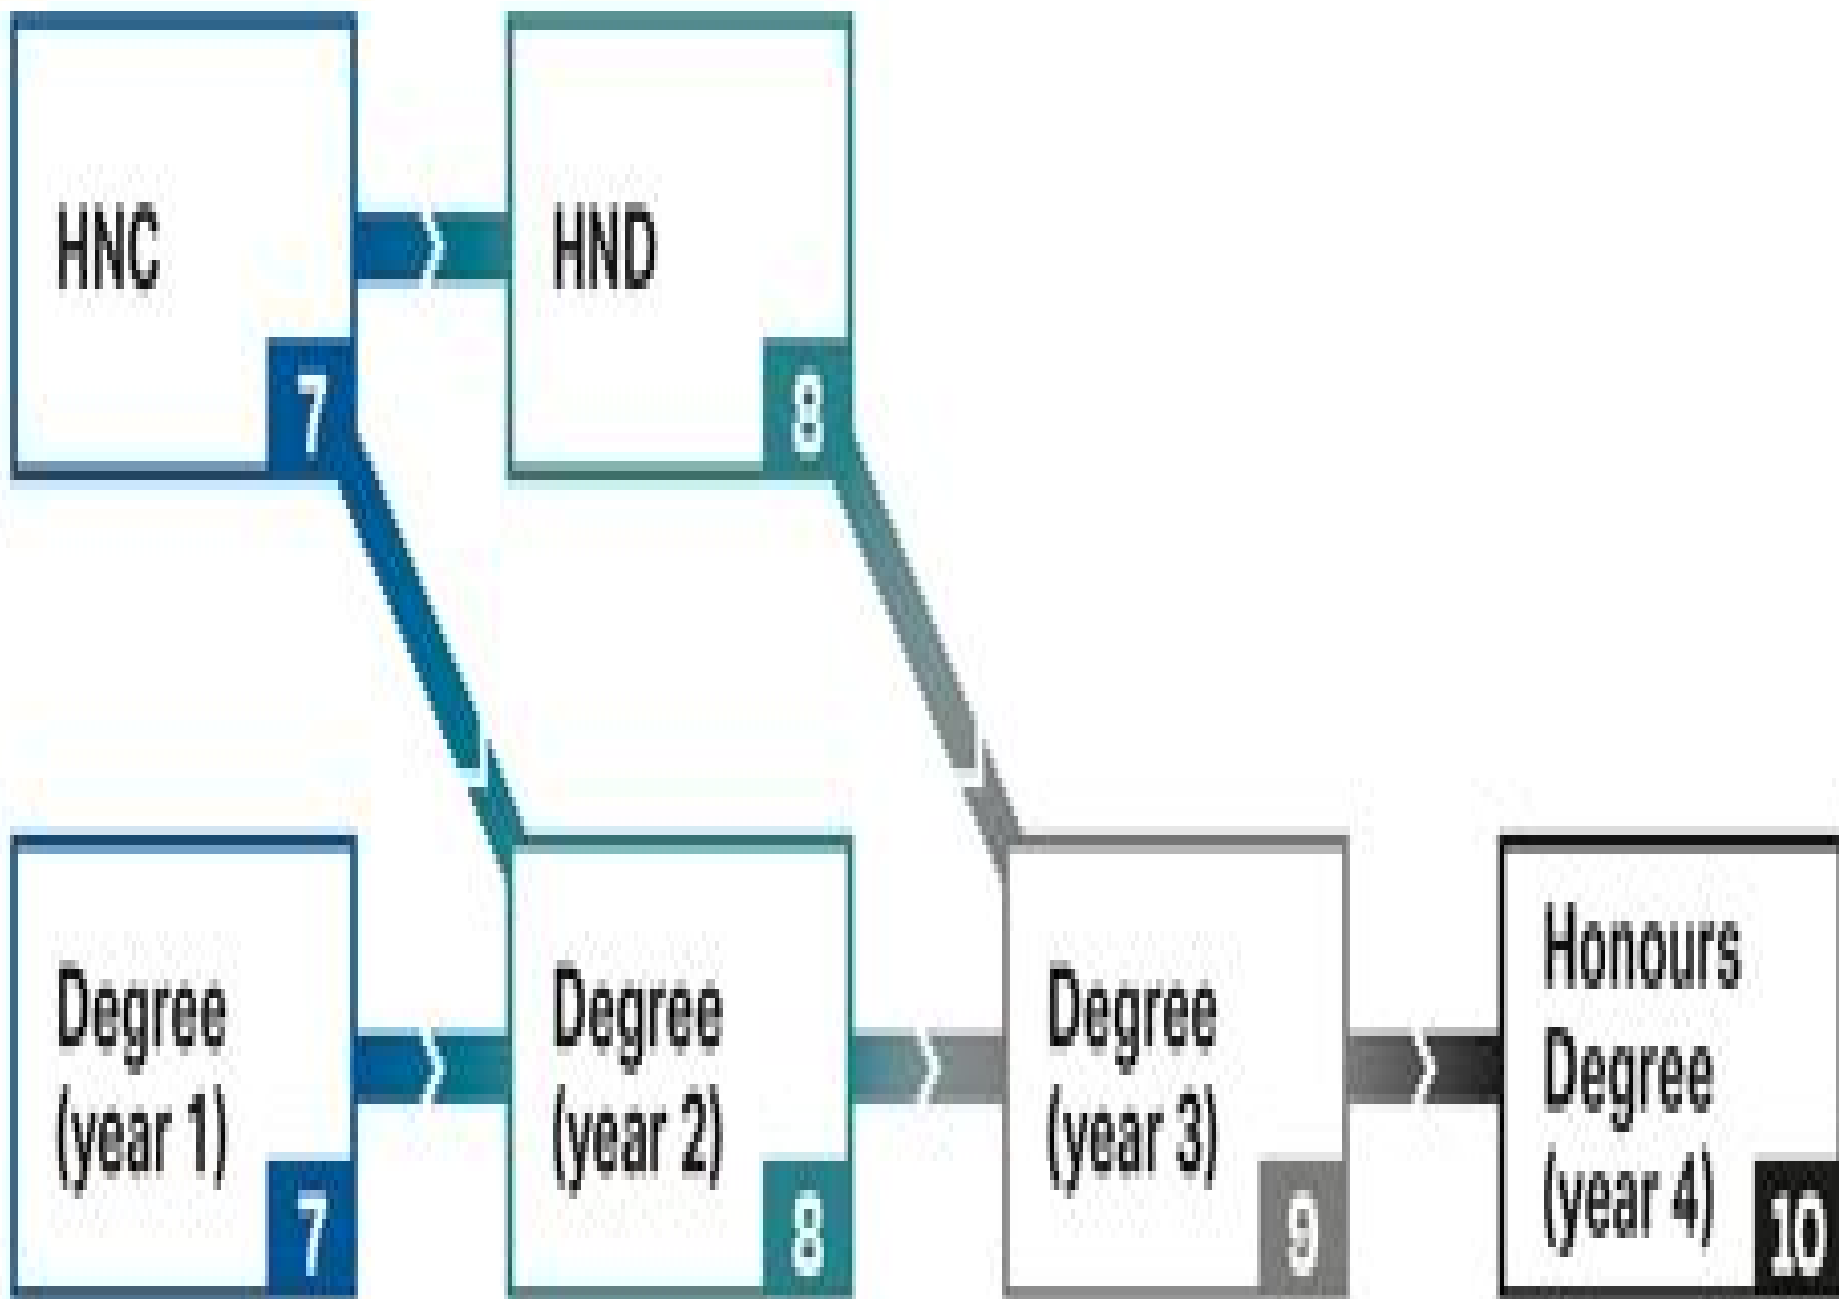 HNC
7
HND
8
Degree
(year 1)
7
Degree
(year 2)
8
Degree
(year 3)
9
Honours
Degree
(year 4)
10